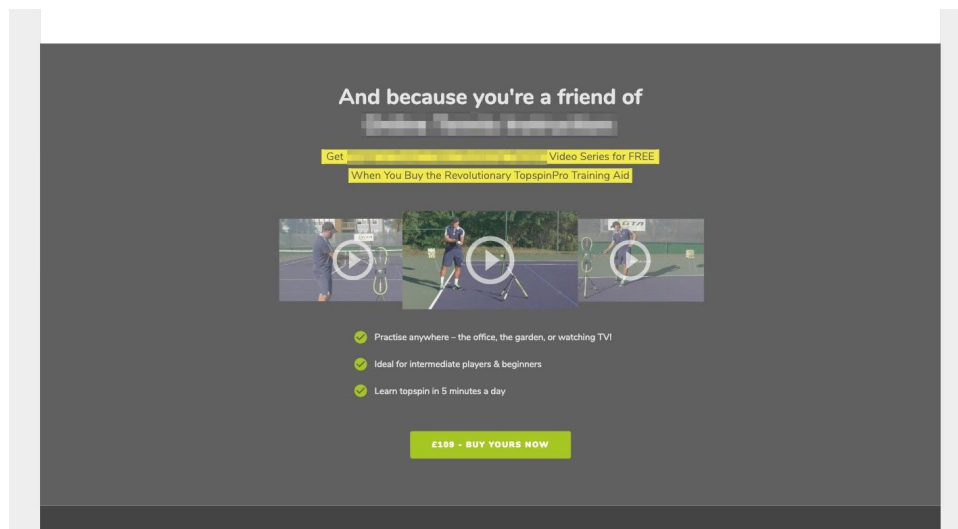 And because you're a friend of
Get Video Series for FREE
When You Buy the Revolutionary TopspinPro Training Aid
GTA
Practise anywhere – the office, the garden, or watching TV!
Ideal for intermediate players & beginners
Learn topspin in 5 minutes a day
£109 - BUY YOURS NOW